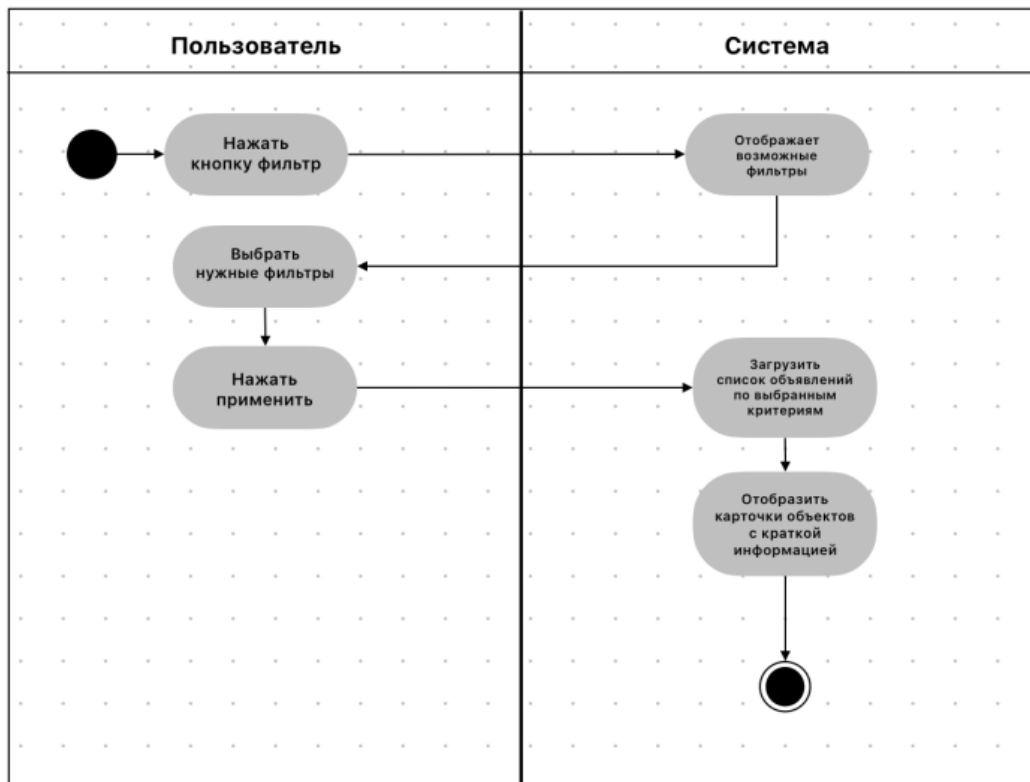 Пользователь
Система
Нажать
кнопку фильтр
Отображает
возможные
фильтры
Выбрать
нужные фильтры
Нажать
применить
Загрузить
список объявлений
по выбранным
критериям
Отобразить
карточки объектов
с краткой
информацией